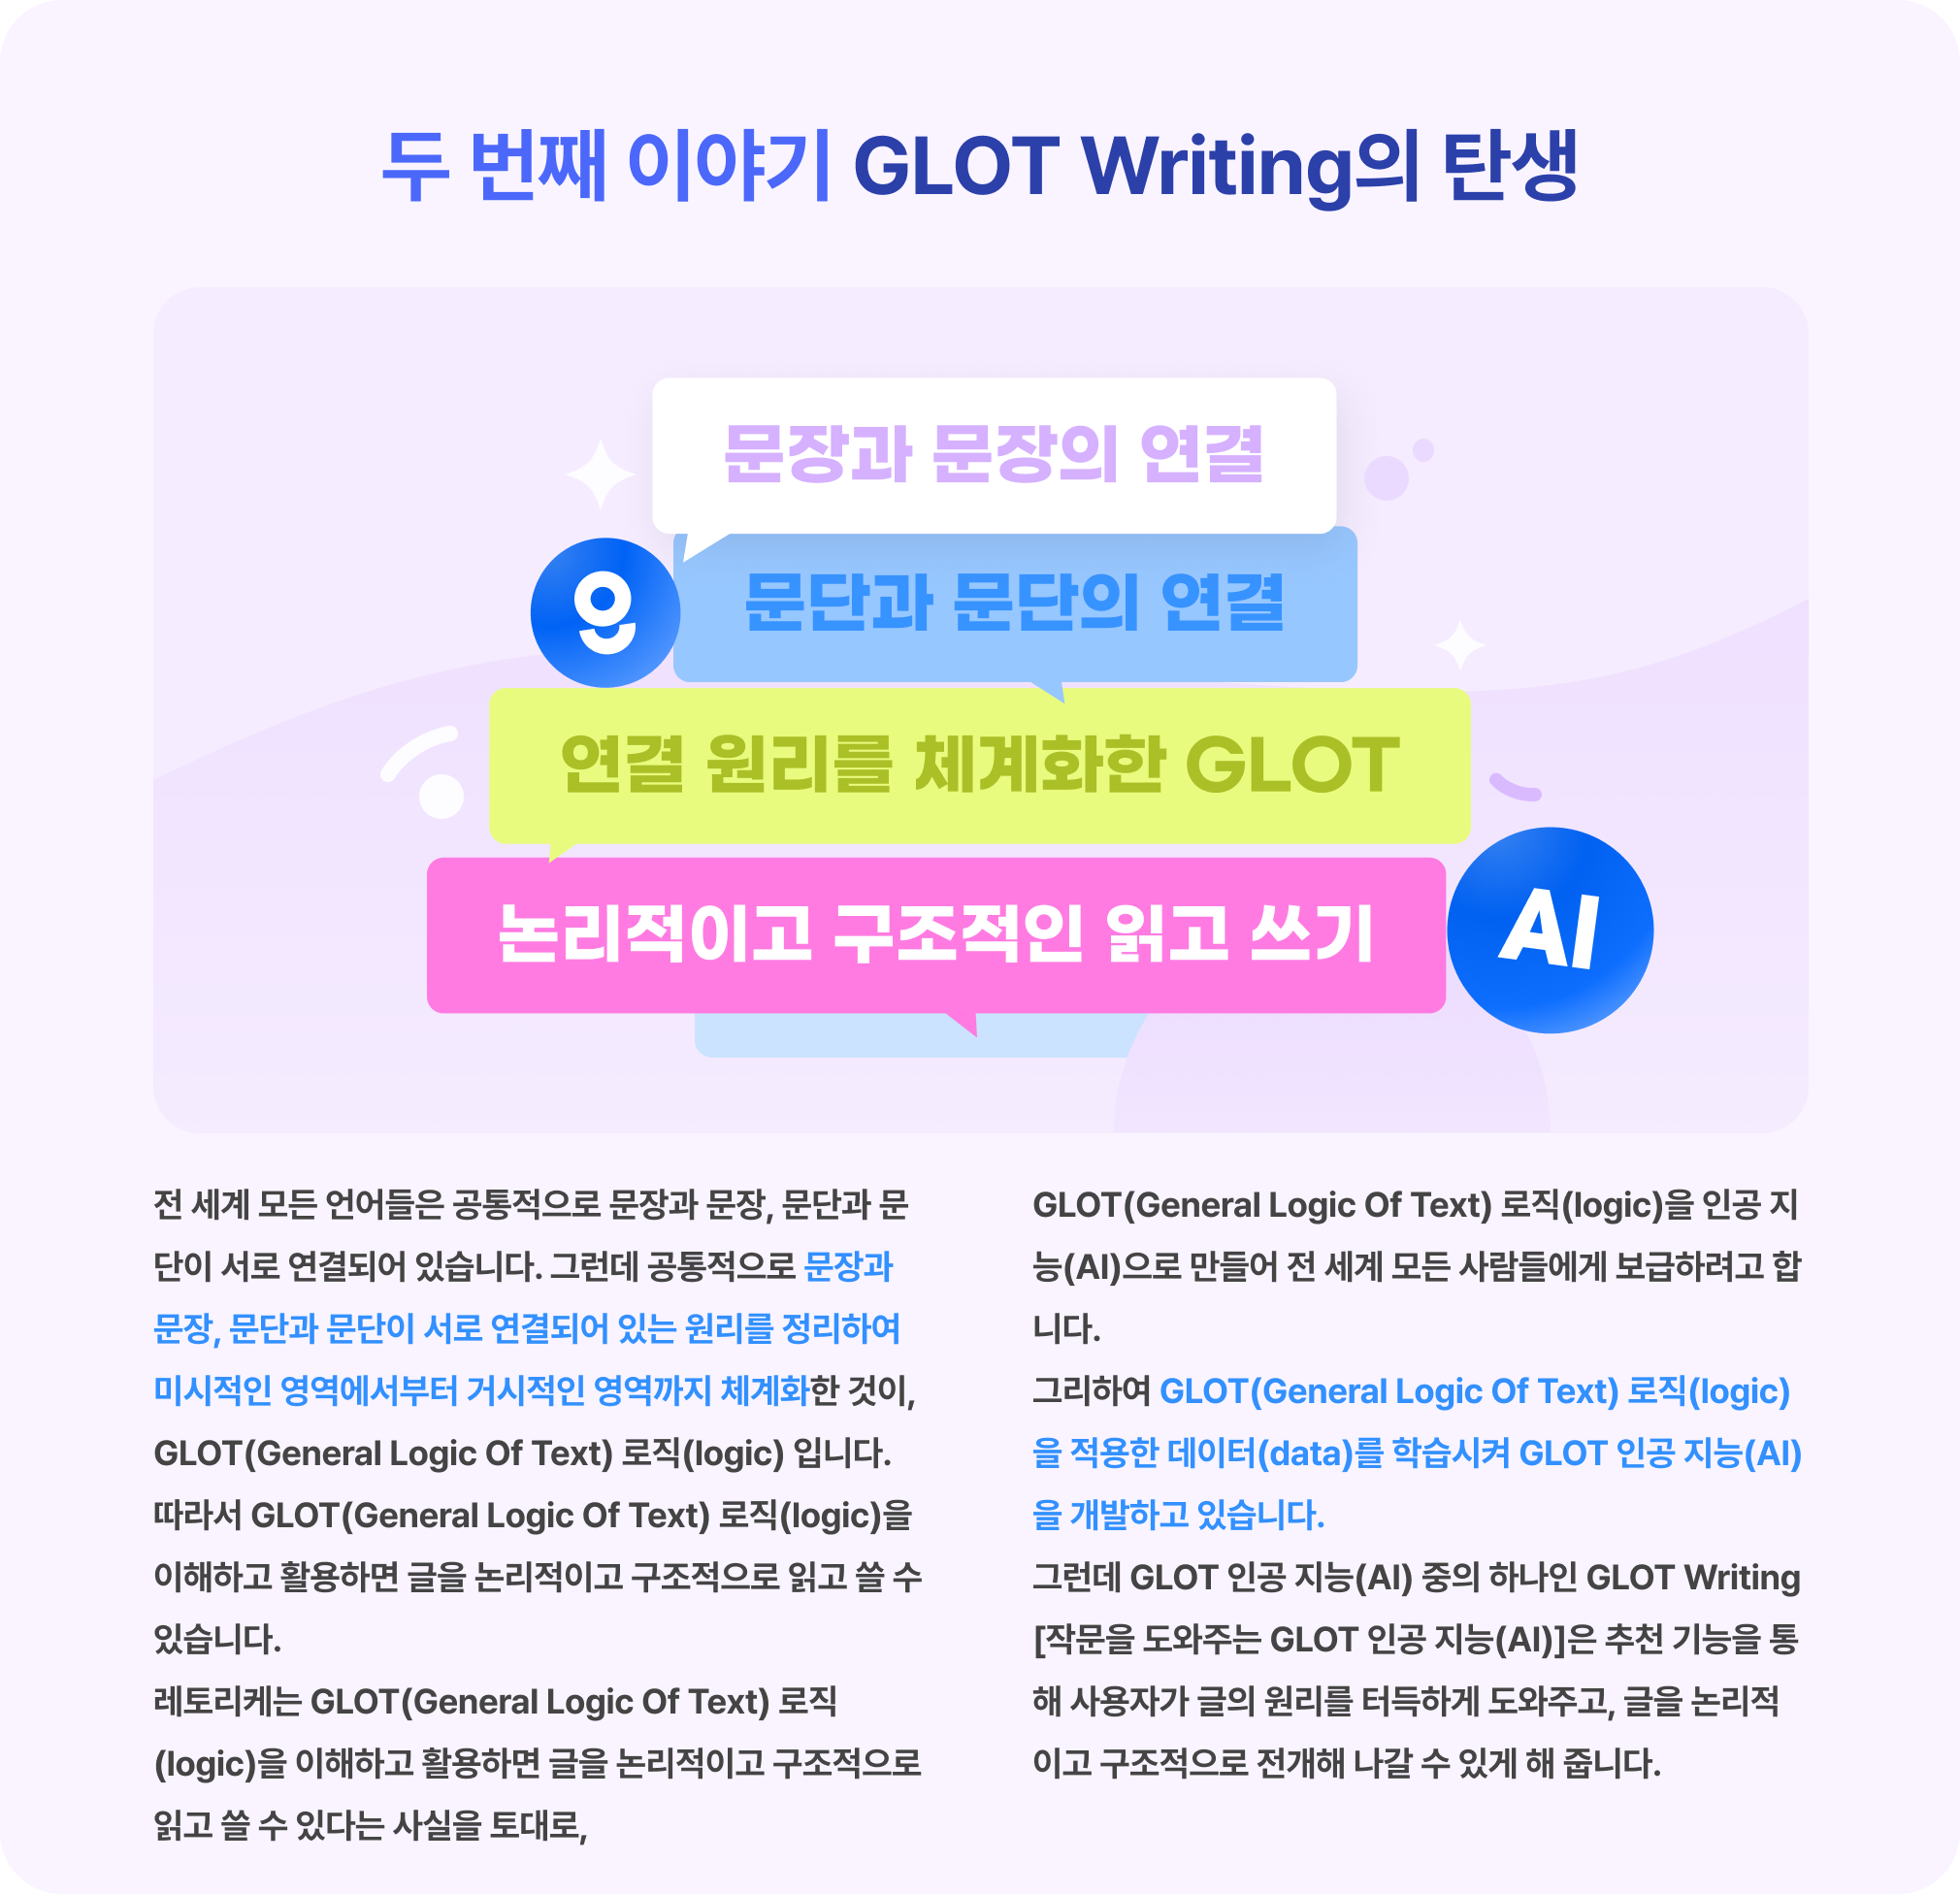 두 번째 이야기 GLOT Writing의 탄생
문장과 문장의 연결
g
문단과 문단의 연결
연결 원리를 체계화한 GLOT
논리적이고 구조적인 읽고 쓰기
AI
전 세계 모든 언어들은 공통적으로 문장과 문장, 문단과 문
단이 서로 연결되어 있습니다. 그런데 공통적으로 문장과
문장, 문단과 문단이 서로 연결되어 있는 원리를 정리하여
미시적인 영역에서부터 거시적인 영역까지 체계화한 것이,
GLOT(General Logic Of Text) 로직(logic) 입니다.
따라서 GLOT(General Logic Of Text) 로직(logic)을
이해하고 활용하면 글을 논리적이고 구조적으로 읽고 쓸 수
있습니다.
레토리케는 GLOT(General Logic Of Text) 로직
(logic)을 이해하고 활용하면 글을 논리적이고 구조적으로
읽고 쓸 수 있다는 사실을 토대로,
GLOT(General Logic Of Text) 로직(logic)을 인공 지
능(AI)으로 만들어 전 세계 모든 사람들에게 보급하려고 합
니다.
그리하여 GLOT(General Logic Of Text) 로직(logic)
을 적용한 데이터(data)를 학습시켜 GLOT 인공 지능(AI)
을 개발하고 있습니다.
그런데 GLOT 인공 지능(AI) 중의 하나인 GLOT Writing
[작문을 도와주는 GLOT 인공 지능(AI)]은 추천 기능을 통
해 사용자가 글의 원리를 터득하게 도와주고, 글을 논리적
이고 구조적으로 전개해 나갈 수 있게 해 줍니다.